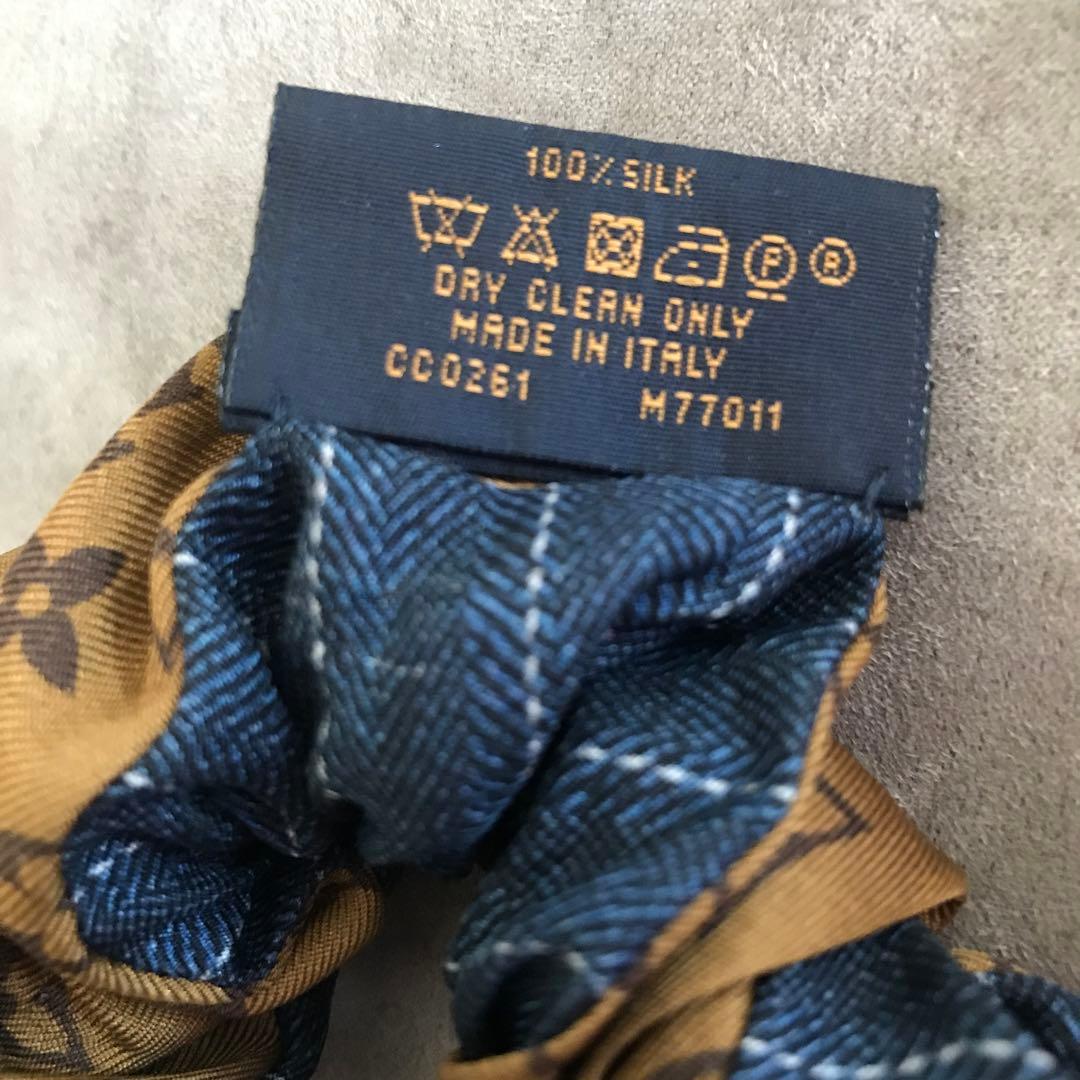 100% SILK
P R
DRY CLEAN ONLY
MADE IN ITALY
CC0261 M77011